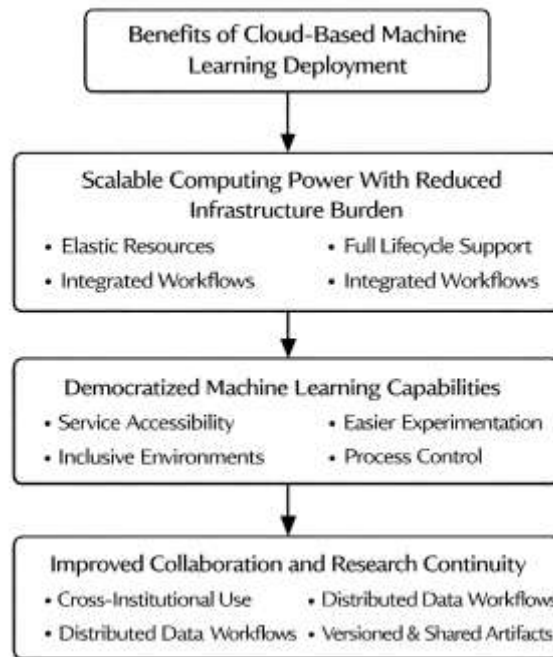 Benefits of Cloud-Based Machine
Learning Deployment
Scalable Computing Power With Reduced
Infrastructure Burden
• Elastic Resources
• Full Lifecycle Support
• Integrated Workflows
• Integrated Workflows
Democratized Machine Learning Capabilities
• Service Accessibility
• Easier Experimentation
• Inclusive Environments
• Process Control
Improved Collaboration and Research Continuity
• Cross-Institutional Use
• Distributed Data Workflows
• Distributed Data Workflows
• Versioned & Shared Artifacts